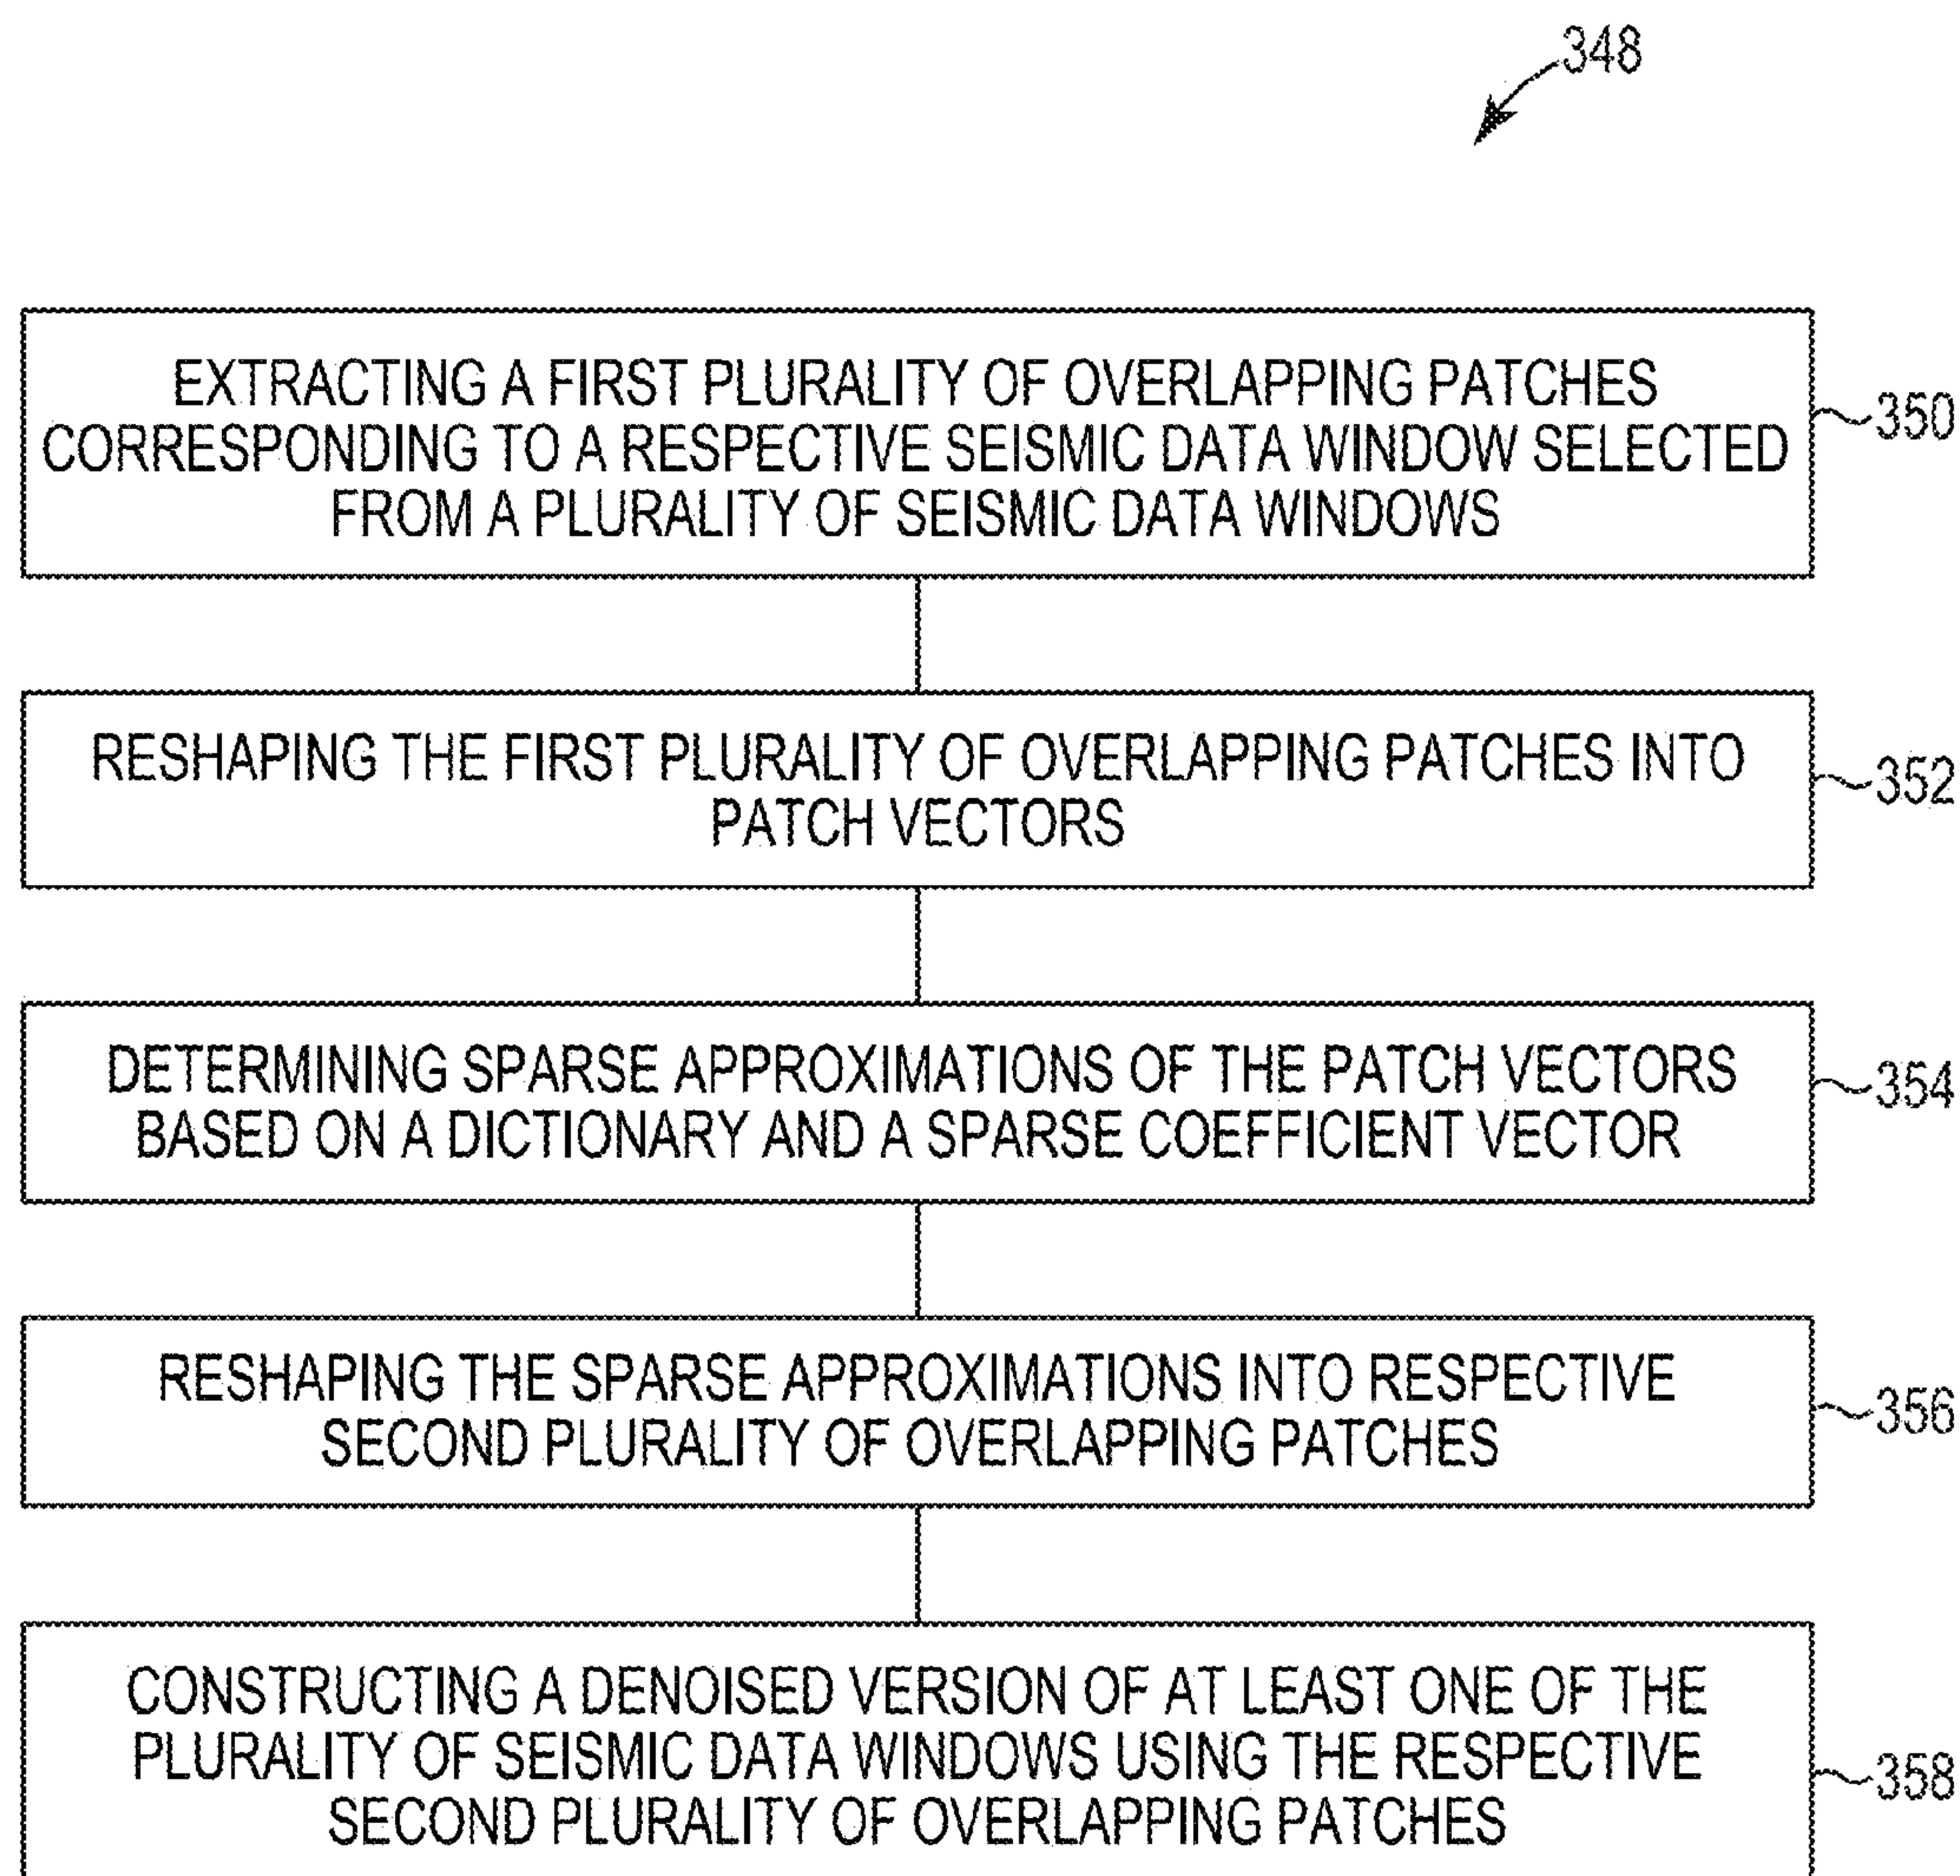 348
EXTRACTING A FIRST PLURALITY OF OVERLAPPING PATCHES
CORRESPONDING TO A RESPECTIVE SEISMIC DATA WINDOW SELECTED
FROM A PLURALITY OF SEISMIC DATA WINDOWS
350
RESHAPING THE FIRST PLURALITY OF OVERLAPPING PATCHES INTO
PATCH VECTORS
352
DETERMINING SPARSE APPROXIMATIONS OF THE PATCH VECTORS
BASED ON A DICTIONARY AND A SPARSE COEFFICIENT VECTOR
354
RESHAPING THE SPARSE APPROXIMATIONS INTO RESPECTIVE
SECOND PLURALITY OF OVERLAPPING PATCHES
356
CONSTRUCTING A DENOISED VERSION OF AT LEAST ONE OF THE
PLURALITY OF SEISMIC DATA WINDOWS USING THE RESPECTIVE
SECOND PLURALITY OF OVERLAPPING PATCHES
358